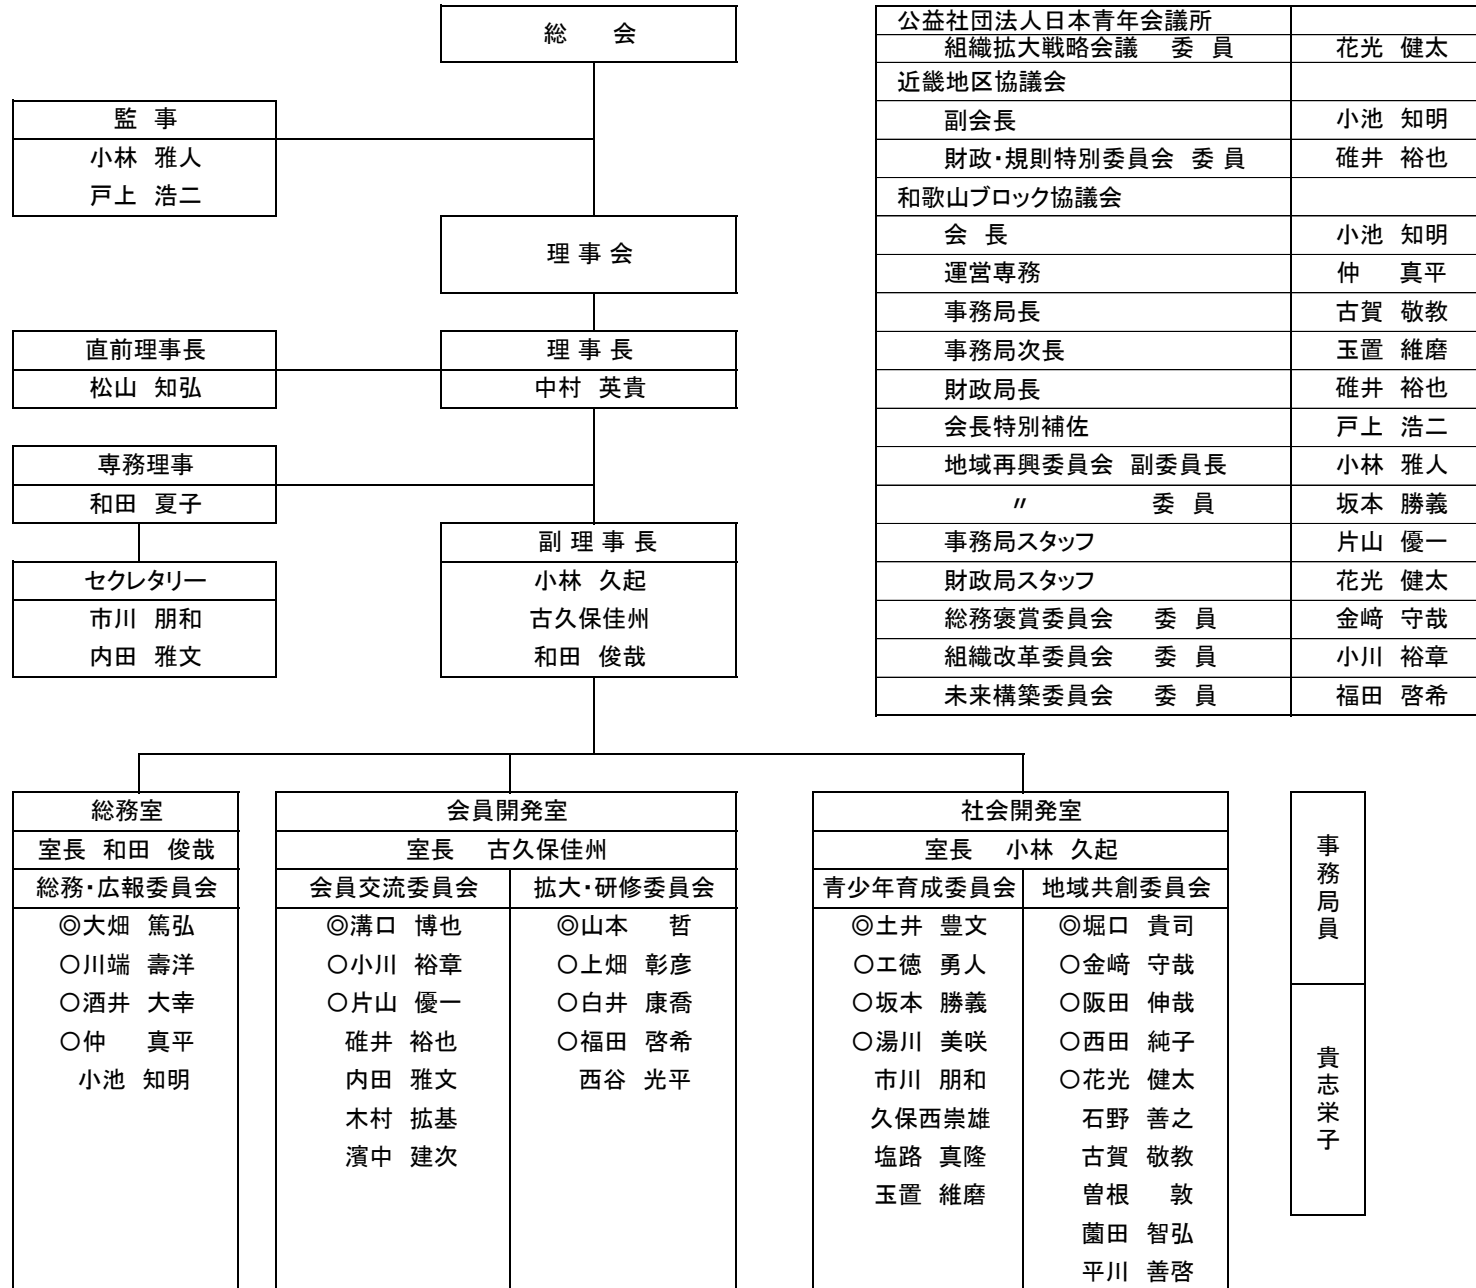 総 会
監 事
小林 雅人
戸上 浩二
理 事 会
直前理事長
松山 知弘
理 事 長
中村 英貴
専務理事
和田 夏子
セクレタリー
市川 朋和
内田 雅文
副 理 事 長
小林 久起
古久保佳州
和田 俊哉
公益社団法人日本青年会議所
組織拡大戦略会議 委 員 花光 健太
近畿地区協議会
副会長 小池 知明
財政・規則特別委員会 委 員 碓井 裕也
和歌山ブロック協議会
会 長 小池 知明
運営専務 仲 真平
事務局長 古賀 敬教
事務局次長 玉置 維磨
財政局長 碓井 裕也
会長特別補佐 戸上 浩二
地域再興委員会 副委員長 小林 雅人
〃 委 員 坂本 勝義
事務局スタッフ 片山 優一
財政局スタッフ 花光 健太
総務褒賞委員会 委 員 金﨑 守哉
組織改革委員会 委 員 小川 裕章
未来構築委員会 委 員 福田 啓希
総務室
室長 和田 俊哉
総務・広報委員会
◎大畑 篤弘
○川端 壽洋
○酒井 大幸
○仲 真平
小池 知明
会員開発室
室長 古久保佳州
会員交流委員会
◎溝口 博也
○小川 裕章
○片山 優一
碓井 裕也
内田 雅文
木村 拡基
濱中 建次
拡大・研修委員会
◎山本 哲
○上畑 彰彦
○白井 康喬
○福田 啓希
西谷 光平
社会開発室
室長 小林 久起
青少年育成委員会
◎土井 豊文
○エ徳 勇人
○坂本 勝義
○湯川 美咲
市川 朋和
久保西崇雄
塩路 真隆
玉置 維磨
地域共創委員会
◎堀口 貴司
○金﨑 守哉
○阪田 伸哉
○西田 純子
○花光 健太
石野 善之
古賀 敬教
曽根 敦
薗田 智弘
平川 善啓
事務局員
貴志栄子